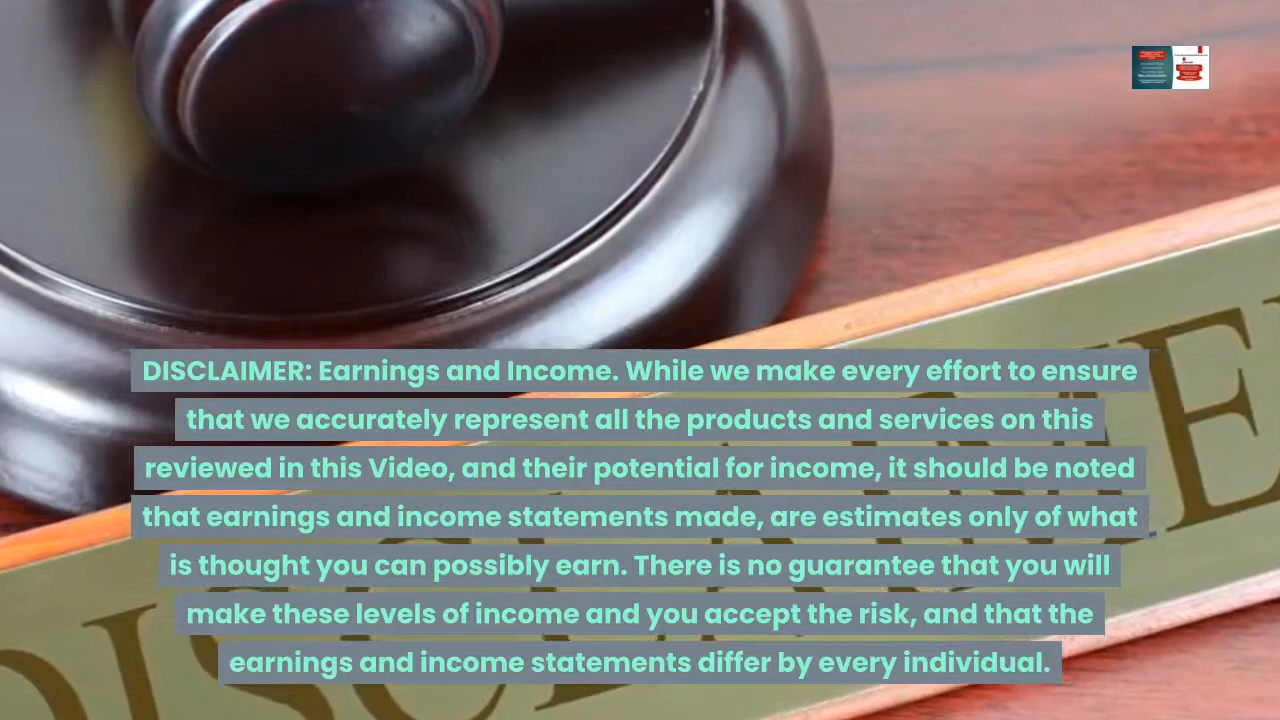 DISCLAIMER: Earnings and Income. While we make every effort to ensure
that we accurately represent all the products and services on this
reviewed in this Video, and their potential for income, it should be noted
that earnings and income statements made, are estimates only of what
is thought you can possibly earn. There is no guarantee that you will
make these levels of income and you accept the risk, and that the
earnings and income statements differ by every individual.
DISCLAIMER